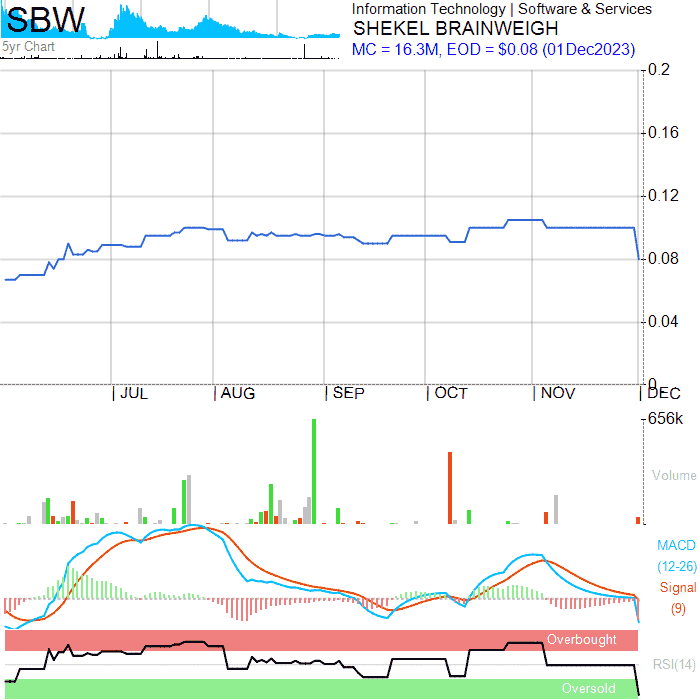 SBW
5yr Chart
Information Technology | Software & Services
SHEKEL BRAINWEIGH
MC = 16.3M, EOD = $0.08 (01Dec2023)
0.2
0.16
0.12
0.08
0.04
0
| JUL | AUG | SEP | OCT | NOV | DEC
656k
Volume
MACD
(12-26)
Signal
(9)
Overbought
RSI(14)
Oversold